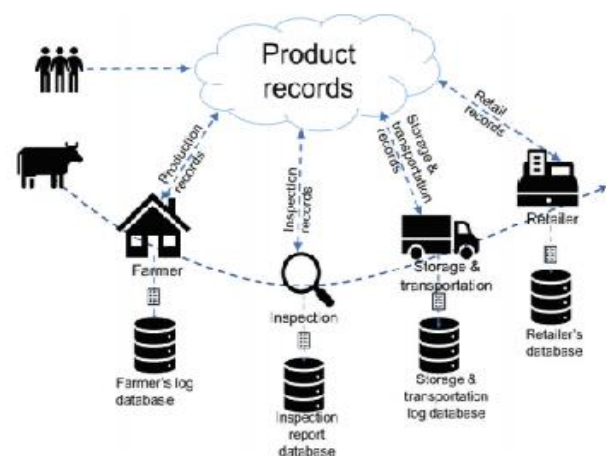 Product
records
Production
records
Inspection
records
Storage &
transportation
records
Retail
records
Farmer
Inspection
Storage &
transportation
Retailer
Farmer's log
database
Inspection
report
database
Storage &
transportation
log database
Retailer's
database